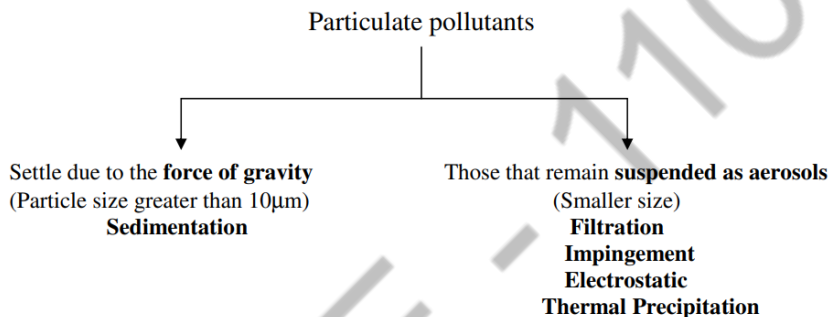 Particulate pollutants
Settle due to the force of gravity
(Particle size greater than 10μm)
Sedimentation
Those that remain suspended as aerosols
(Smaller size)
Filtration
Impingement
Electrostatic
Thermal Precipitation